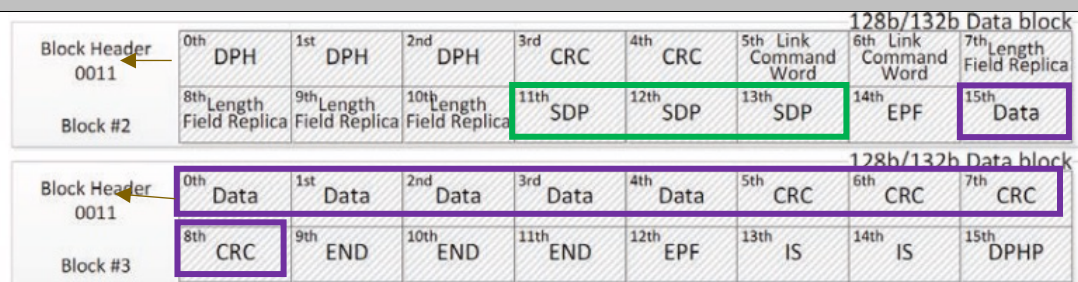 128b/132b Data block
Block Header
0011
Block #2
0th DPH 1st DPH 2nd DPH 3rd CRC 4th CRC 5th Link Command Word 6th Link Command Word 7th Length Field Replica
8th Length Field Replica 9th Length Field Replica 10th Length Field Replica 11th SDP 12th SDP 13th SDP 14th EPF 15th Data
128b/132b Data block
Block Header
0011
Block #3
0th Data 1st Data 2nd Data 3rd Data 4th Data 5th CRC 6th CRC 7th CRC
8th CRC 9th END 10th END 11th END 12th EPF 13th IS 14th IS 15th DPHP